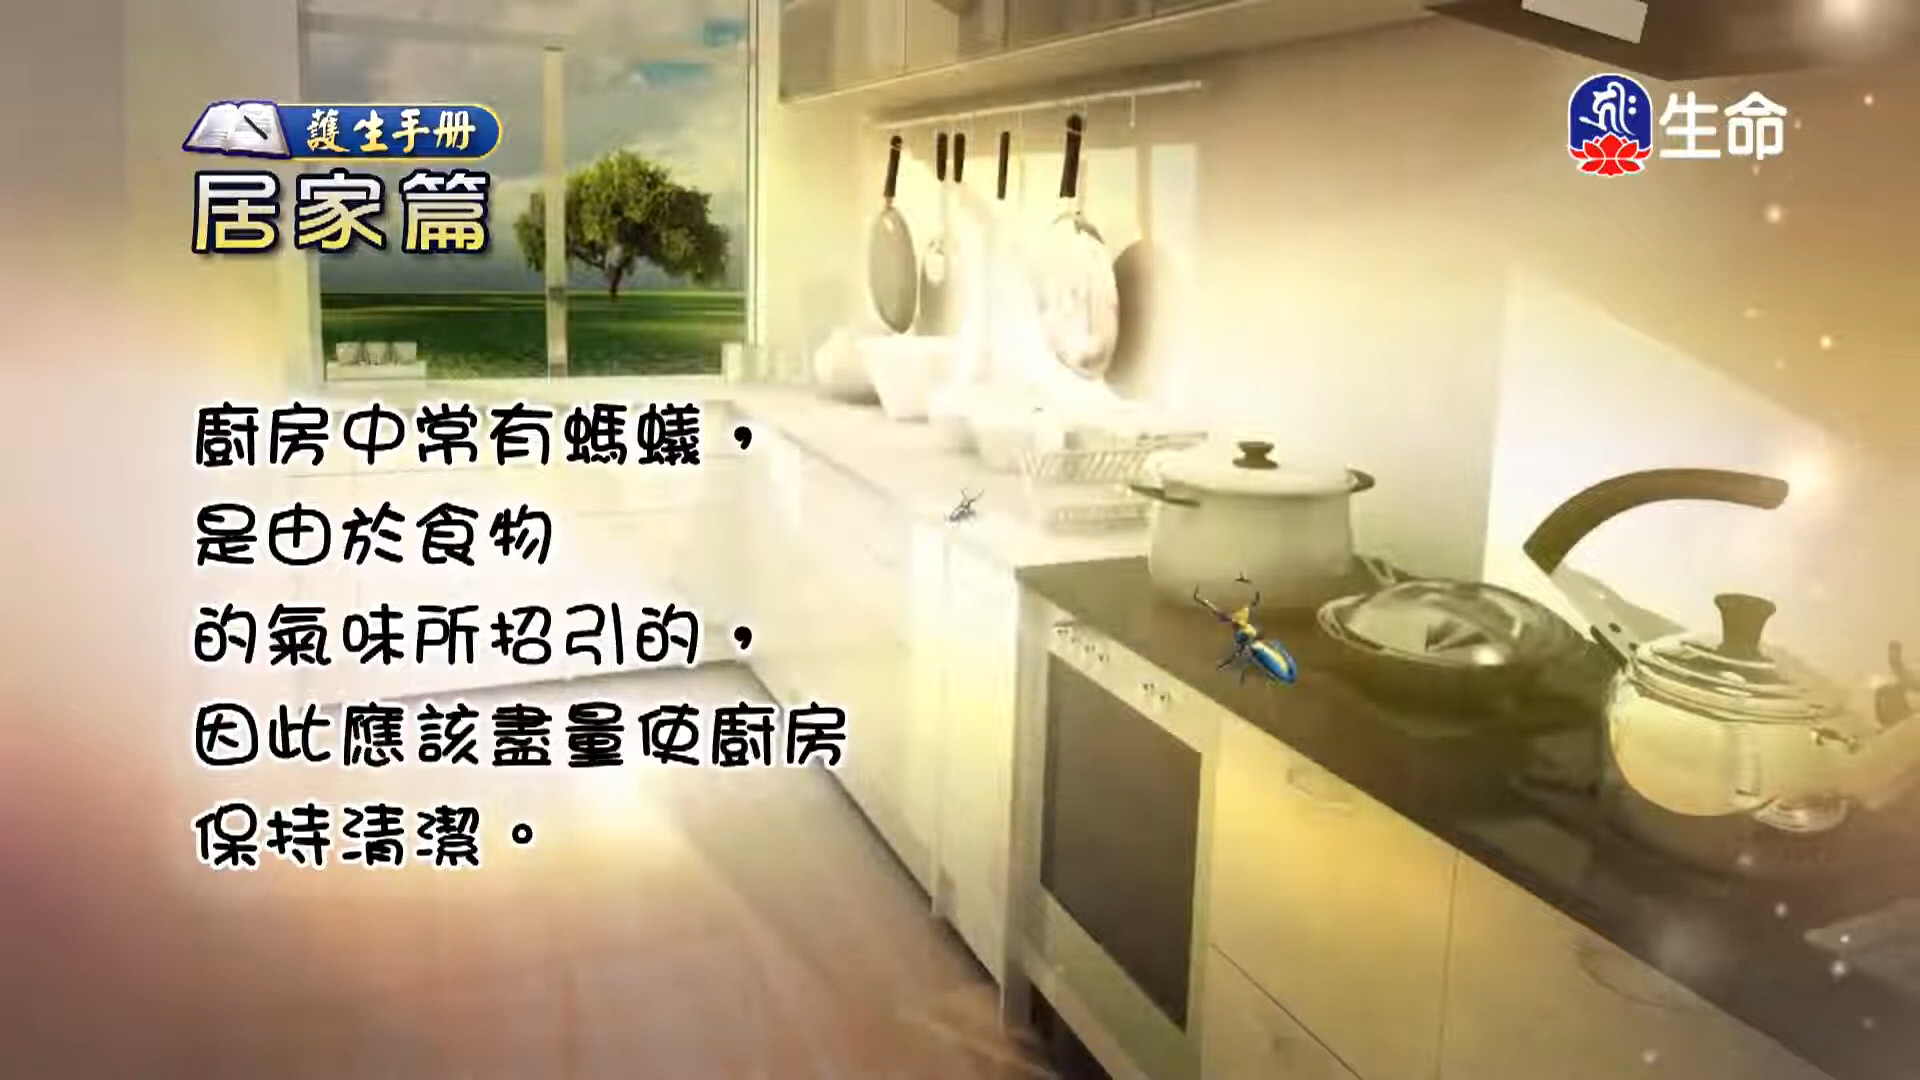 護生手冊
居家篇
生命
廚房中常有螞蟻，
是由於食物
的氣味所招引的，
因此應該盡量使廚房
保持清潔。